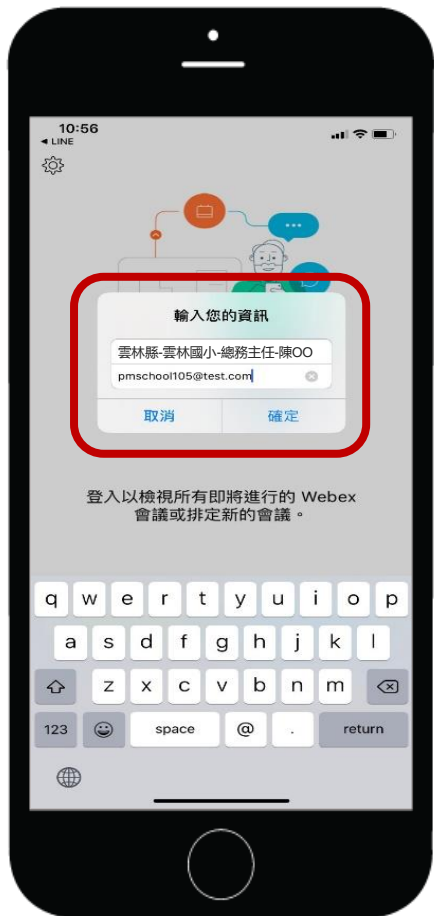 10:56
◀ LINE
輸入您的資訊
雲林縣-雲林國小-總務主任-陳OO
pmschool105@test.com
取消 確定
登入以檢視所有即將進行的 Webex
會議或排定新的會議。
q w e r t y u i o p
a s d f g h j k l
z x c v b n m
123 space @ . return